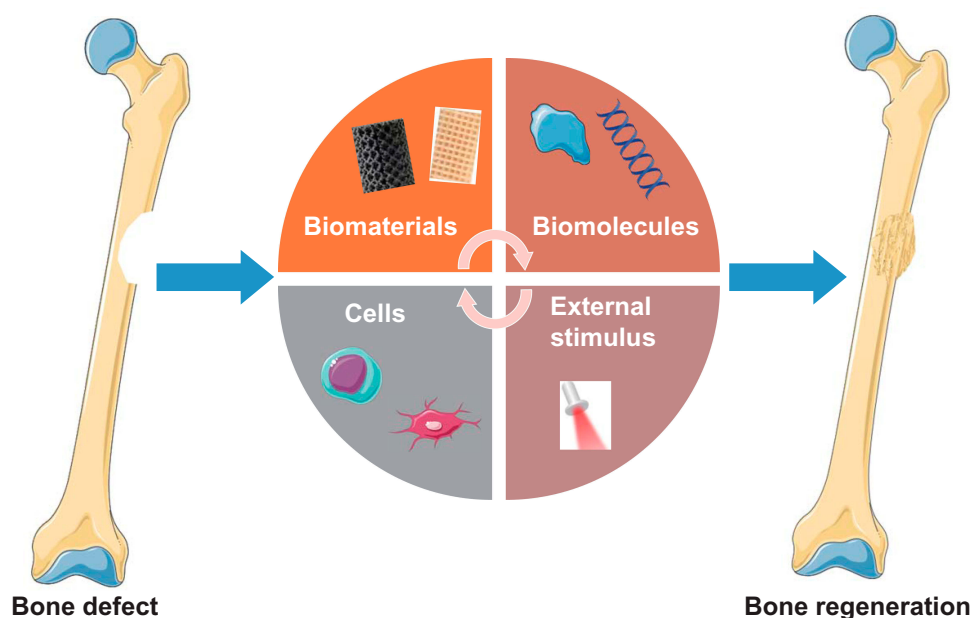 Biomaterials
Biomolecules
Cells
External
stimulus
Bone defect
Bone regeneration